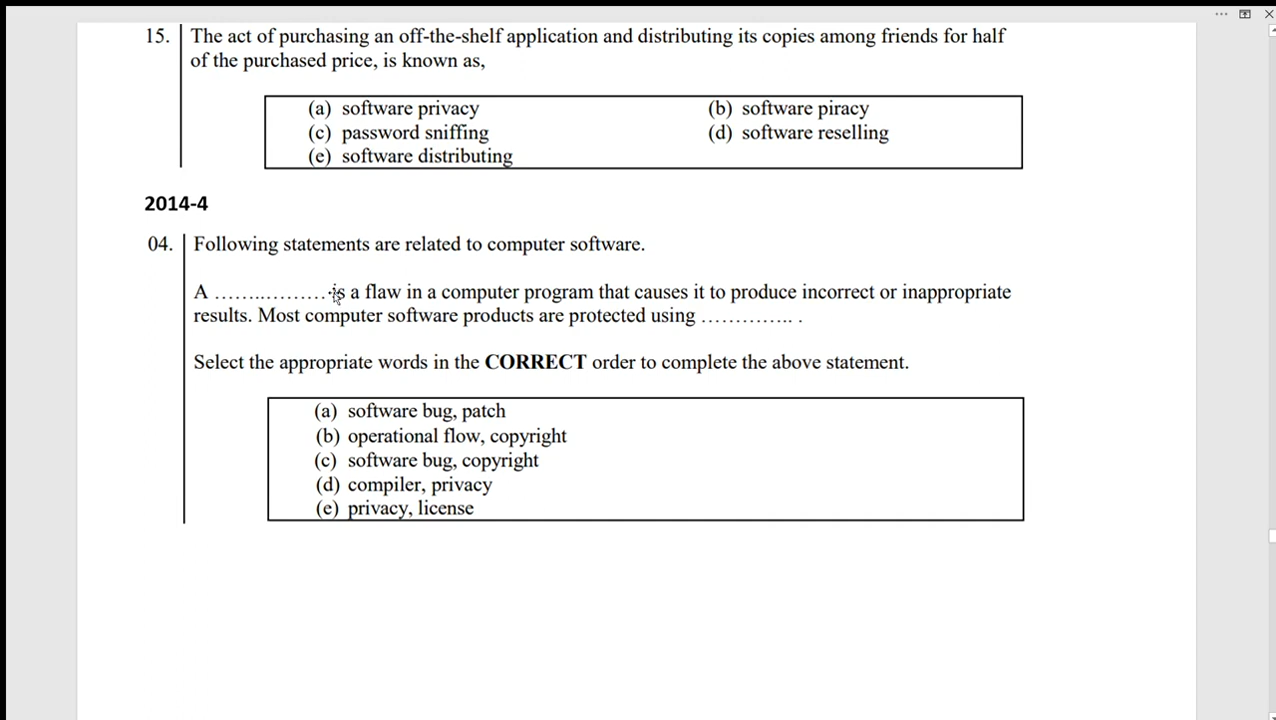 15. The act of purchasing an off-the-shelf application and distributing its copies among friends for half
of the purchased price, is known as,
(a) software privacy (b) software piracy
(c) password sniffing (d) software reselling
(e) software distributing
2014-4
04. Following statements are related to computer software.
A ..................... is a flaw in a computer program that causes it to produce incorrect or inappropriate
results. Most computer software products are protected using ................ .
Select the appropriate words in the CORRECT order to complete the above statement.
(a) software bug, patch
(b) operational flow, copyright
(c) software bug, copyright
(d) compiler, privacy
(e) privacy, license